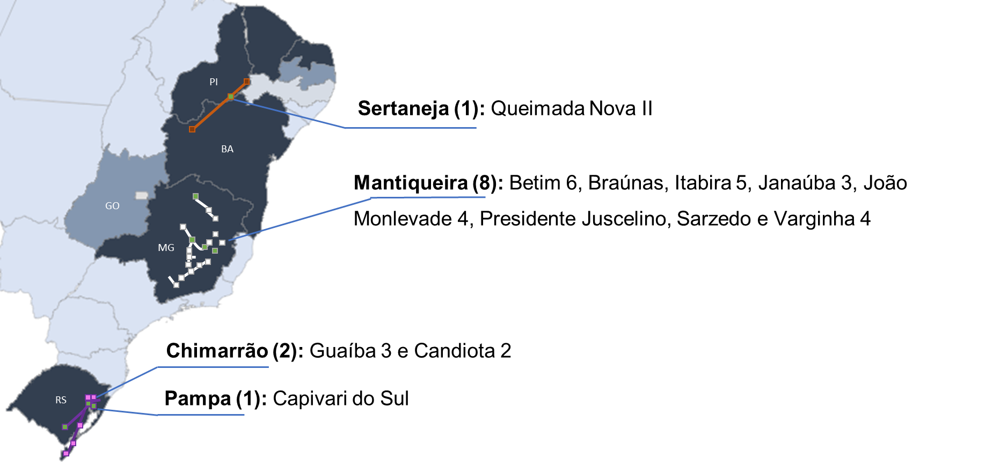 PI
Sertaneja (1): Queimada Nova II
BA
Mantiqueira (8): Betim 6, Braúnas, Itabira 5, Janaúba 3, João
Monlevade 4, Presidente Juscelino, Sarzedo e Varginha 4
GO
MG
Chimarrão (2): Guaíba 3 e Candiota 2
RS
Pampa (1): Capivari do Sul